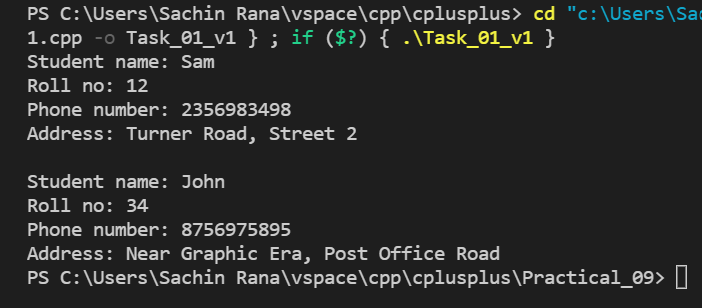 PS C:\Users\Sachin Rana\vspace\cpp\cplusplus> cd "c:\Users\Sac
1.cpp -o Task_01_v1 } ; if ($?) { .\Task_01_v1 }
Student name: Sam
Roll no: 12
Phone number: 2356983498
Address: Turner Road, Street 2
Student name: John
Roll no: 34
Phone number: 8756975895
Address: Near Graphic Era, Post Office Road
PS C:\Users\Sachin Rana\vspace\cpp\cplusplus\Practical_09>